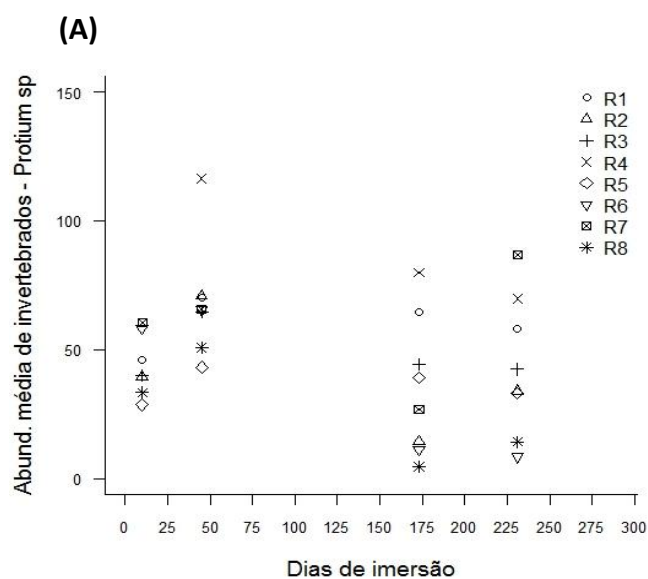 (A)
Abund. média de invertebrados - Protium sp
150
100
50
0
R1
R2
R3
R4
R5
R6
R7
R8
0 25 50 75 100 125 150 175 200 225 250 275 300
Dias de imersão